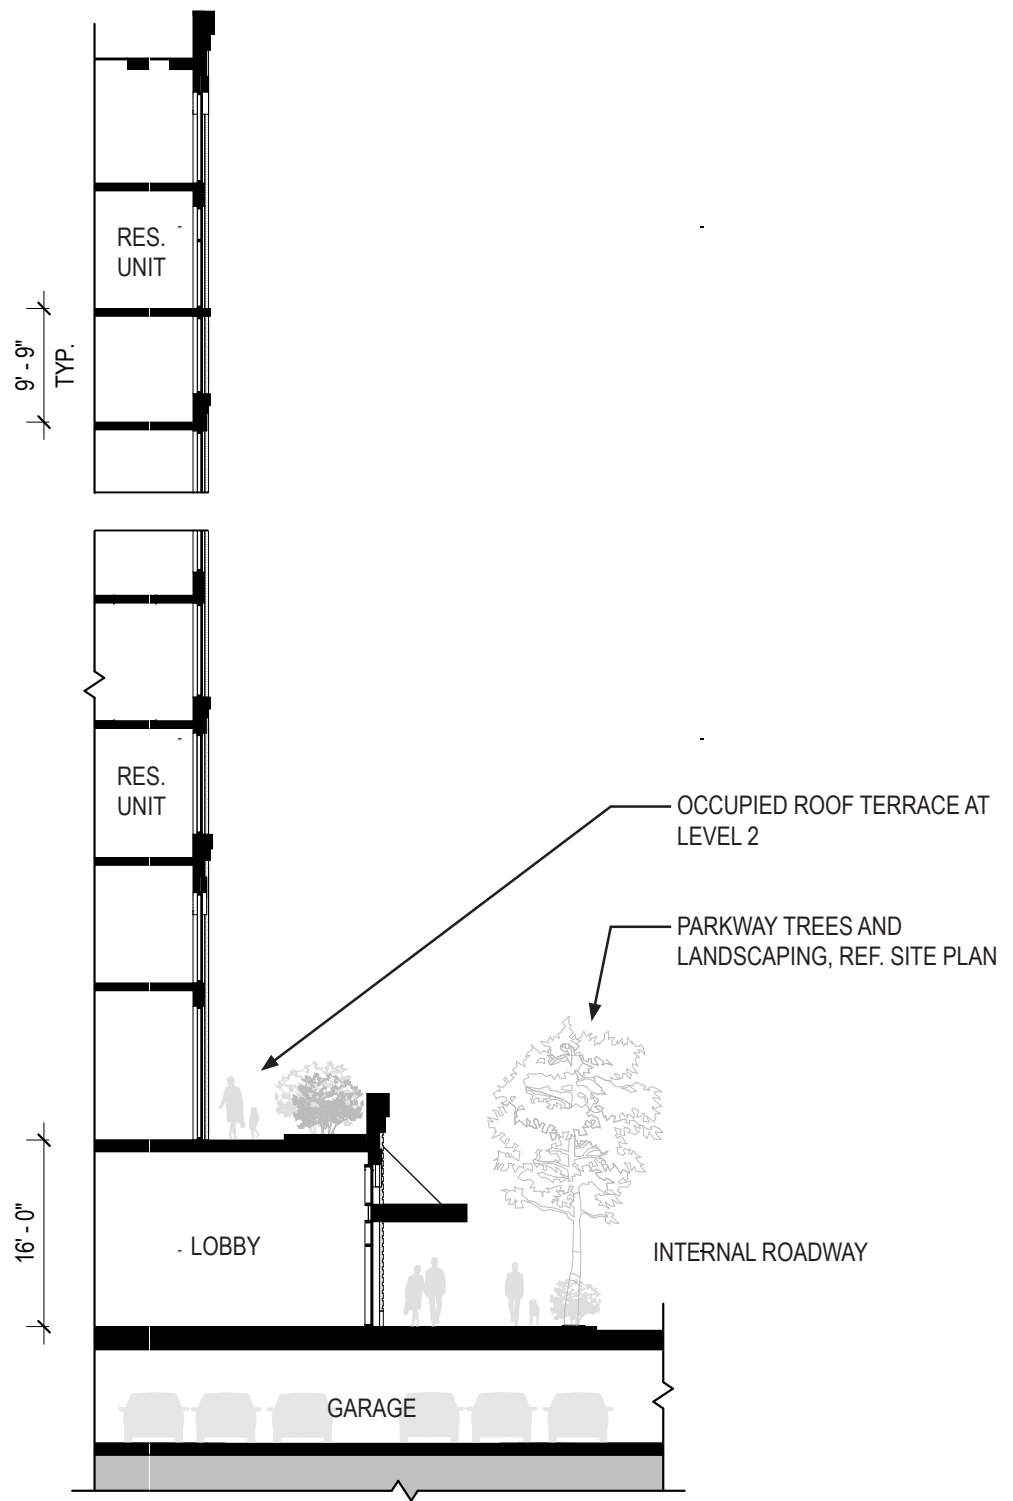 RES.
UNIT
9' - 9"
TYP.
RES.
UNIT
OCCUPIED ROOF TERRACE AT
LEVEL 2
PARKWAY TREES AND
LANDSCAPING, REF. SITE PLAN
16' - 0"
LOBBY
INTERNAL ROADWAY
GARAGE